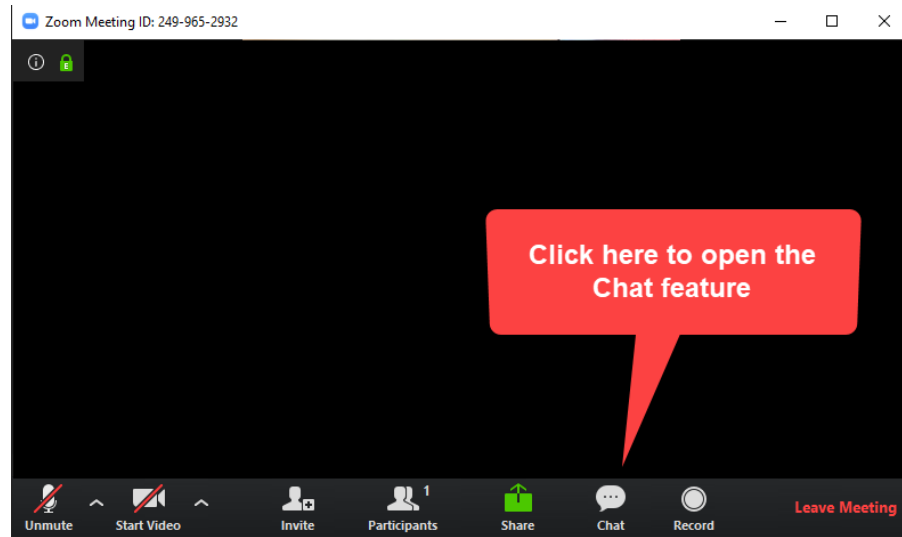 Zoom Meeting ID: 249-965-2932
E
Click here to open the
Chat feature
1
Unmute Start Video Invite Participants Share Chat Record Leave Meeting